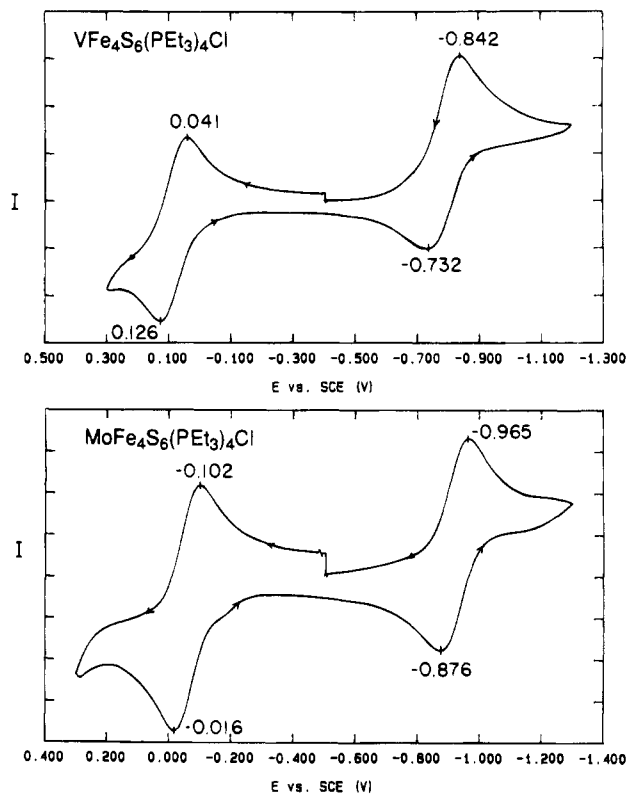 VFe₄S₆(PEt₃)₄Cl
-0.842
0.041
I
-0.732
0.126
0.500 0.300 0.100 -0.100 -0.300 -0.500 -0.700 -0.900 -1.100 -1.300
E vs. SCE (V)
MoFe₄S₆(PEt₃)₄Cl
-0.965
-0.102
I
-0.876
-0.016
0.400 0.200 0.000 -0.200 -0.400 -0.600 -0.800 -1.000 -1.200 -1.400
E vs. SCE (V)